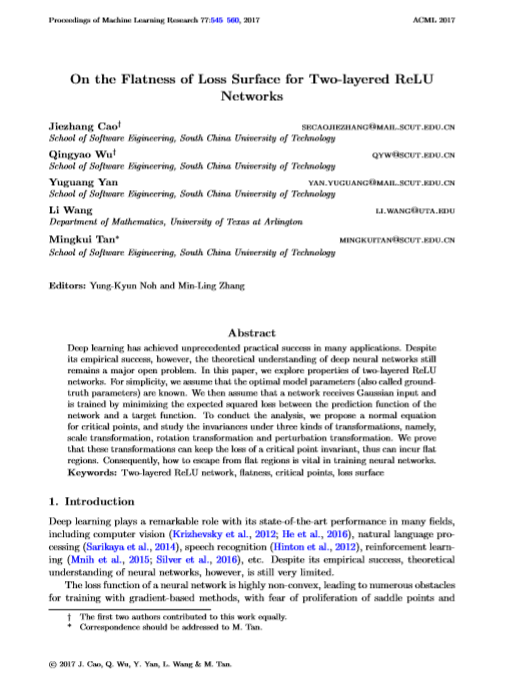 Proceedings of Machine Learning Research 77:545–560, 2017
ACML 2017
On the Flatness of Loss Surface for Two-layered ReLU
Networks
Jiezhang Cao†
SECAOJIEZHANG@MAIL.SCUT.EDU.CN
School of Software Engineering, South China University of Technology
Qingyao Wu†
QYW@SCUT.EDU.CN
School of Software Engineering, South China University of Technology
Yuguang Yan
YAN.YUGUANG@MAIL.SCUT.EDU.CN
School of Software Engineering, South China University of Technology
Li Wang
LI.WANG@UTA.EDU
Department of Mathematics, University of Texas at Arlington
Mingkui Tan*
MINGKUITAN@SCUT.EDU.CN
School of Software Engineering, South China University of Technology
Editors: Yung-Kyun Noh and Min-Ling Zhang
Abstract
Deep learning has achieved unprecedented practical success in many applications. Despite
its empirical success, however, the theoretical understanding of deep neural networks still
remains a major open problem. In this paper, we explore properties of two-layered ReLU
networks. For simplicity, we assume that the optimal model parameters (also called ground-
truth parameters) are known. We then assume that a network receives Gaussian input and
is trained by minimizing the expected squared loss between the prediction function of the
network and a target function. To conduct the analysis, we propose a normal equation
for critical points, and study the invariances under three kinds of transformations, namely,
scale transformation, rotation transformation and perturbation transformation. We prove
that these transformations can keep the loss of a critical point invariant, thus can incur flat
regions. Consequently, how to escape from flat regions is vital in training neural networks.
Keywords: Two-layered ReLU network, flatness, critical points, loss surface
1. Introduction
Deep learning plays a remarkable role with its state-of-the-art performance in many fields,
including computer vision (Krizhevsky et al., 2012; He et al., 2016), natural language pro-
cessing (Sarikaya et al., 2014), speech recognition (Hinton et al., 2012), reinforcement learn-
ing (Mnih et al., 2015; Silver et al., 2016), etc. Despite its empirical success, theoretical
understanding of neural networks, however, is still very limited.
The loss function of a neural network is highly non-convex, leading to numerous obstacles
for training with gradient-based methods, with fear of proliferation of saddle points and
† The first two authors contributed to this work equally.
* Correspondence should be addressed to M. Tan.
© 2017 J. Cao, Q. Wu, Y. Yan, L. Wang & M. Tan.